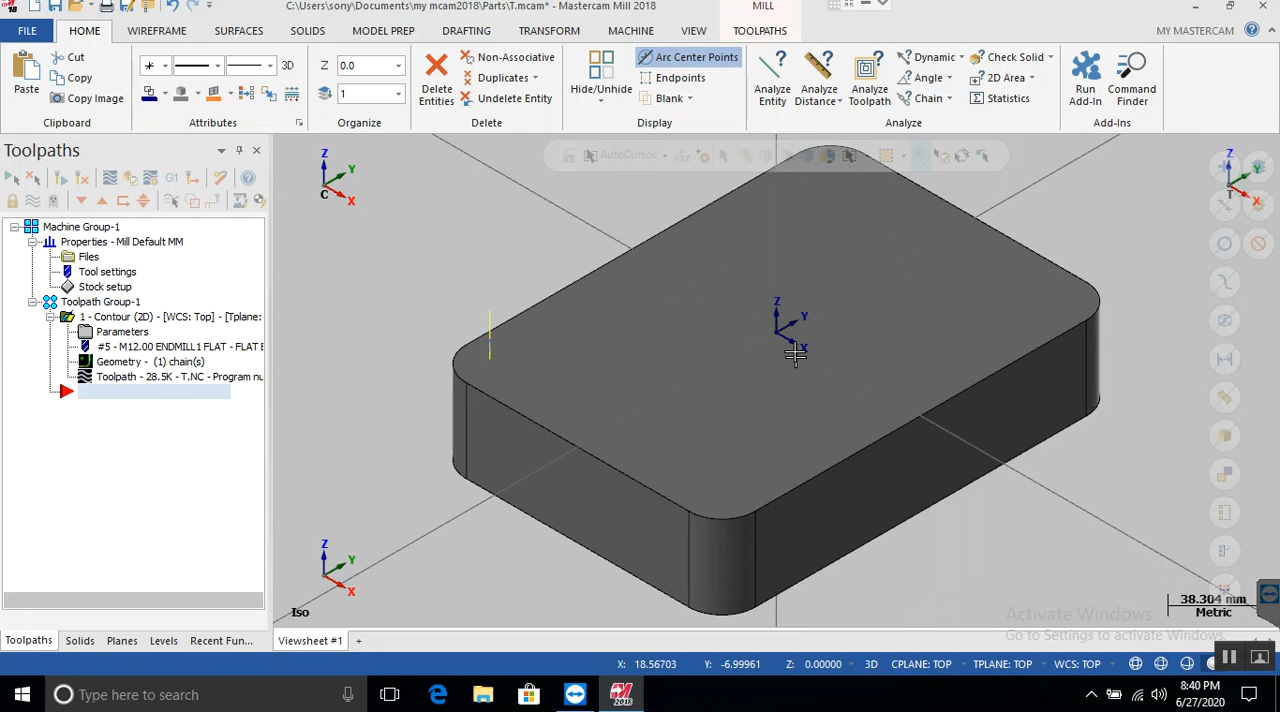 C:\Users\sony\Documents\my mcam2018\Parts\T.mcam* - Mastercam Mill 2018
MILL
FILE HOME WIREFRAME SURFACES SOLIDS MODEL PREP DRAFTING TRANSFORM MACHINE VIEW TOOLPATHS MY MASTERCAM
Cut
Copy
Copy Image
Paste
Clipboard
3D
Attributes
Z 0.0
1
Organize
Delete Entities
Non-Associative
Duplicates
Undelete Entity
Delete
Hide/Unhide
Arc Center Points
Endpoints
Blank
Display
Analyze Entity
Analyze Distance
Analyze Toolpath
Dynamic
Angle
Chain
Check Solid
2D Area
Statistics
Analyze
Run Add-In
Command Finder
Add-Ins
Toolpaths
G1
Machine Group-1
Properties - Mill Default MM
Files
Tool settings
Stock setup
Toolpath Group-1
1 - Contour (2D) - [WCS: Top] - [Tplane:
Parameters
#5 - M12.00 ENDMILL1 FLAT - FLAT E
Geometry - (1) chain(s)
Toolpath - 28.5K - T.NC - Program nu
AutoCursor
Z
Y
X
C
Z
Y
X
T
Z
Y
X
Z
Y
X
Iso
38.304 mm
Metric
Activate Windows
Go to Settings to activate Windows.
Toolpaths Solids Planes Levels Recent Fun...
Viewsheet #1 +
X: 18.56703 Y: -6.99961 Z: 0.00000 3D CPLANE: TOP TPLANE: TOP WCS: TOP
Type here to search
2018
8:40 PM
6/27/2020